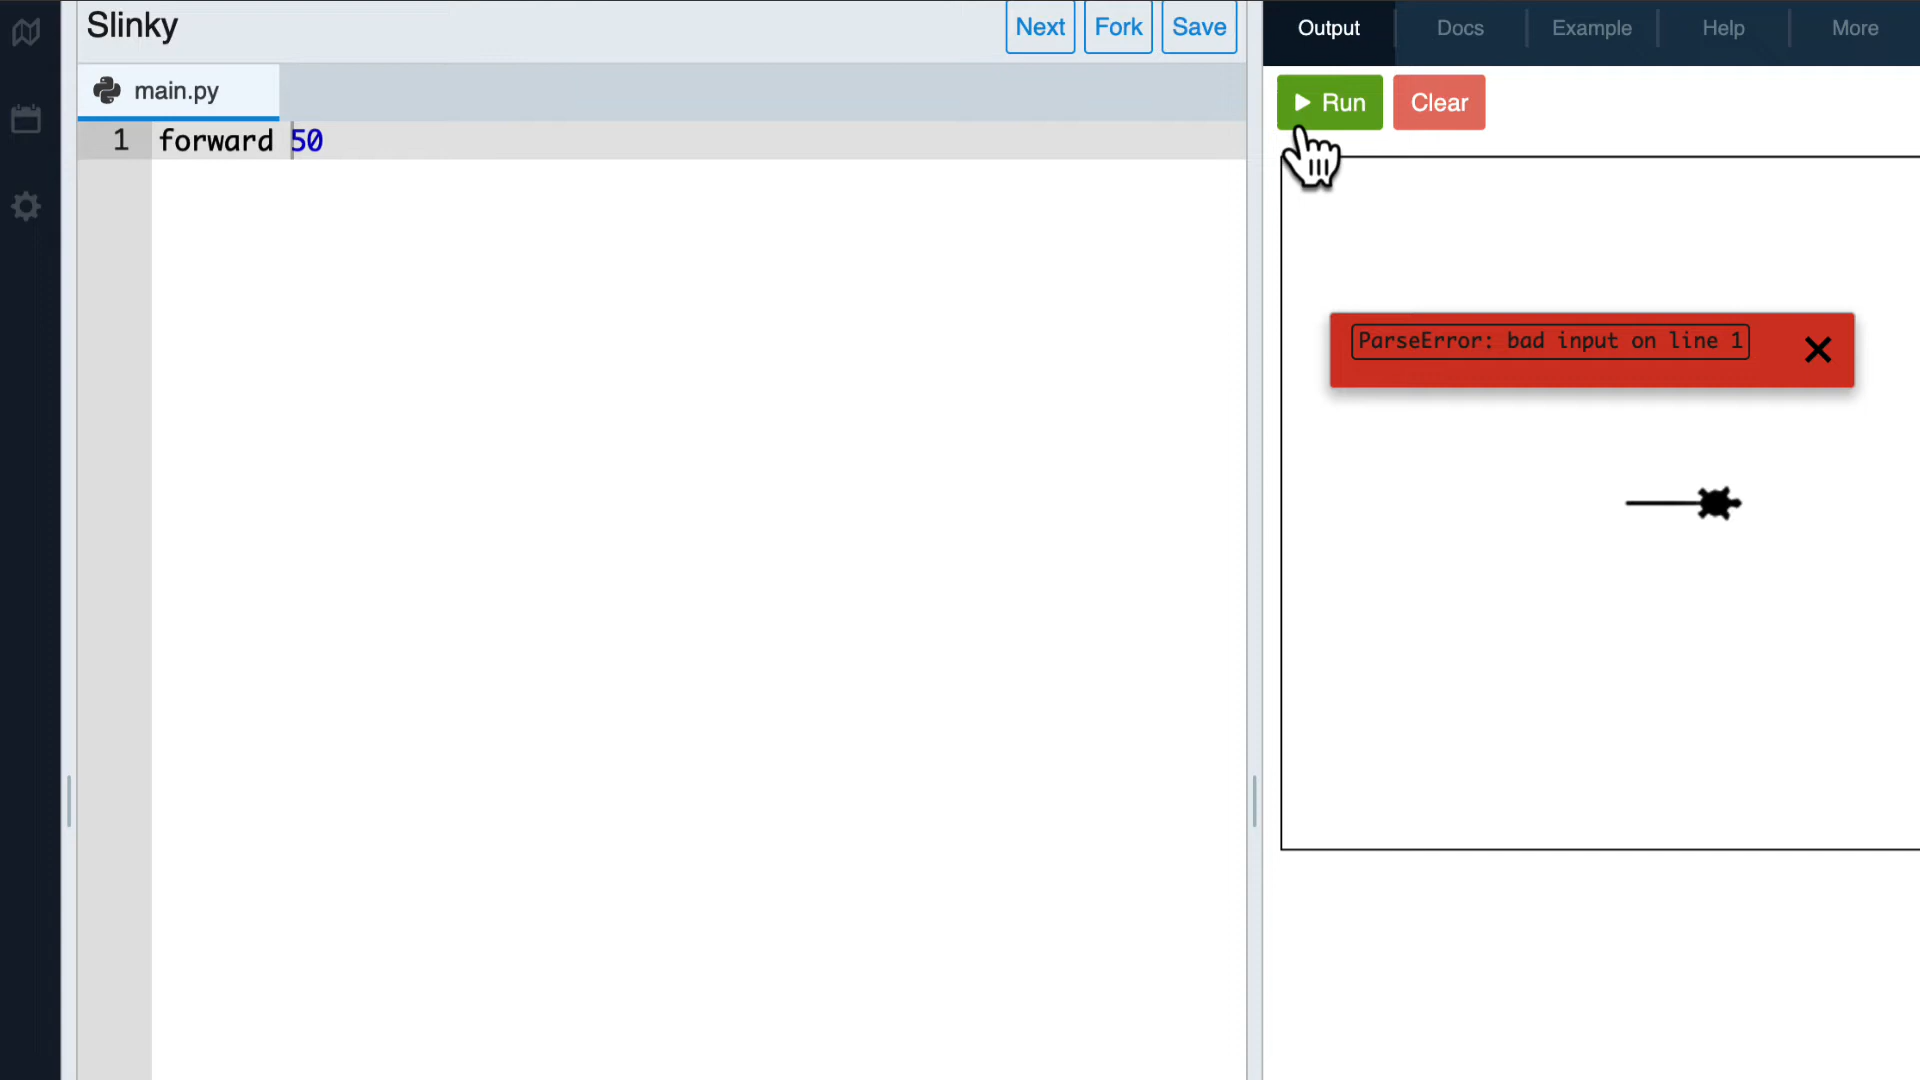 Slinky
Next
Fork
Save
main.py
1 forward 50
Output
Docs
Example
Help
More
Run
Clear
ParseError: bad input on line 1